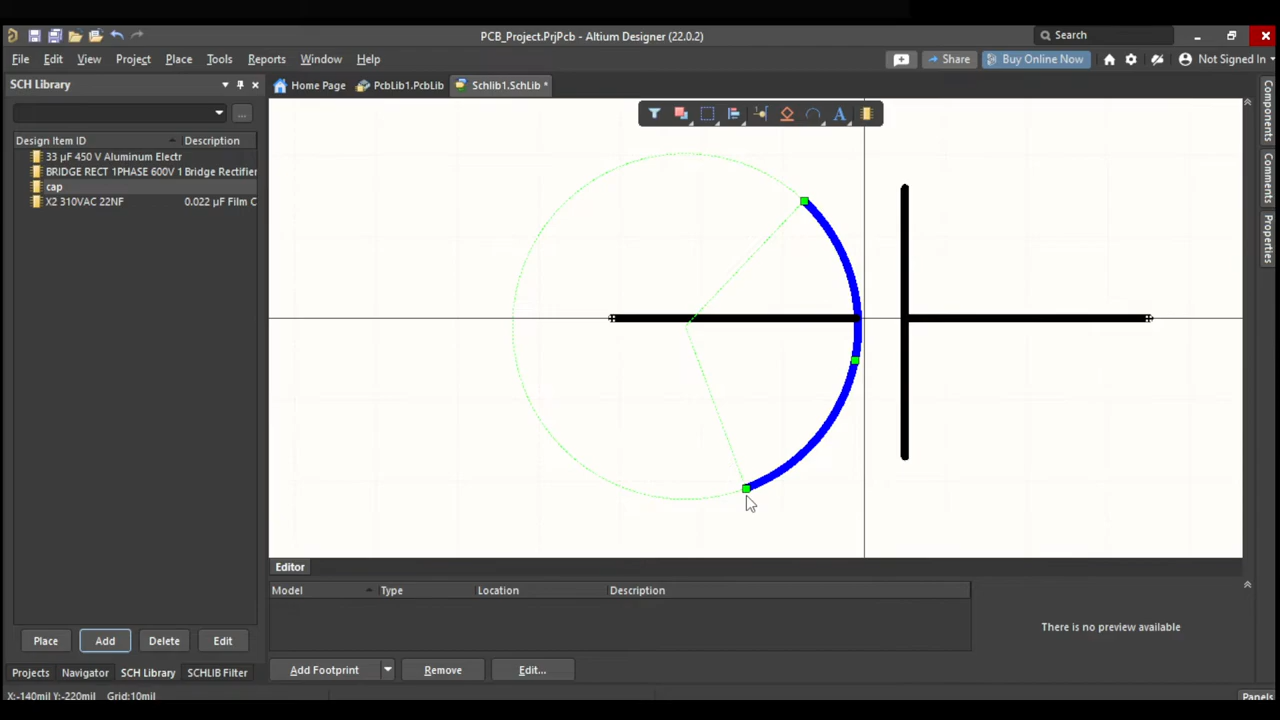 PCB_Project.PrjPcb - Altium Designer (22.0.2)
Search
File Edit View Project Place Tools Reports Window Help
Share
Buy Online Now
Not Signed In
SCH Library
Home Page
PcbLib1.PcbLib
Schlib1.SchLib *
...
Design Item ID Description
33 µF 450 V Aluminum Electr
BRIDGE RECT 1PHASE 600V 1 Bridge Rectifier
cap
X2 310VAC 22NF 0.022 µF Film C
A
Components
Comments
Properties
Editor
Model Type Location Description
There is no preview available
Place Add Delete Edit
Add Footprint Remove Edit...
Projects Navigator SCH Library SCHLIB Filter
X:-140mil Y:-220mil Grid:10mil
Panels